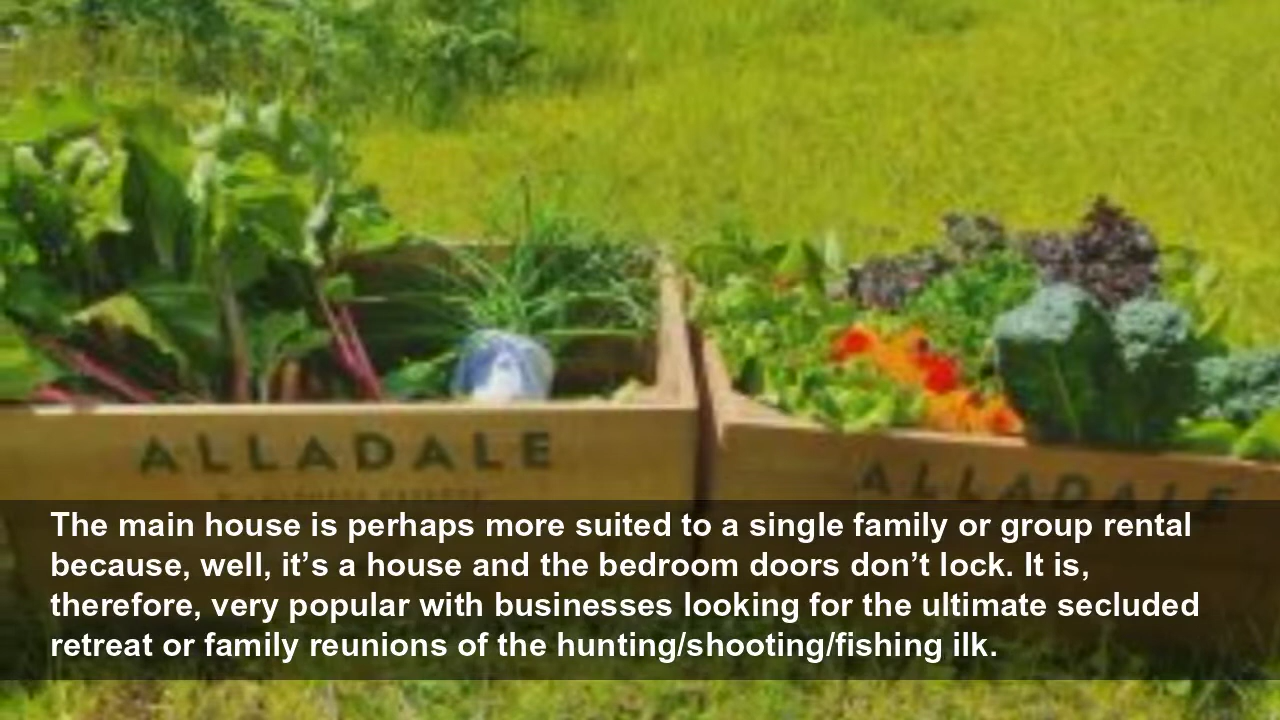 ALLADALE
ALLADALE
The main house is perhaps more suited to a single family or group rental
because, well, it’s a house and the bedroom doors don’t lock. It is,
therefore, very popular with businesses looking for the ultimate secluded
retreat or family reunions of the hunting/shooting/fishing ilk.